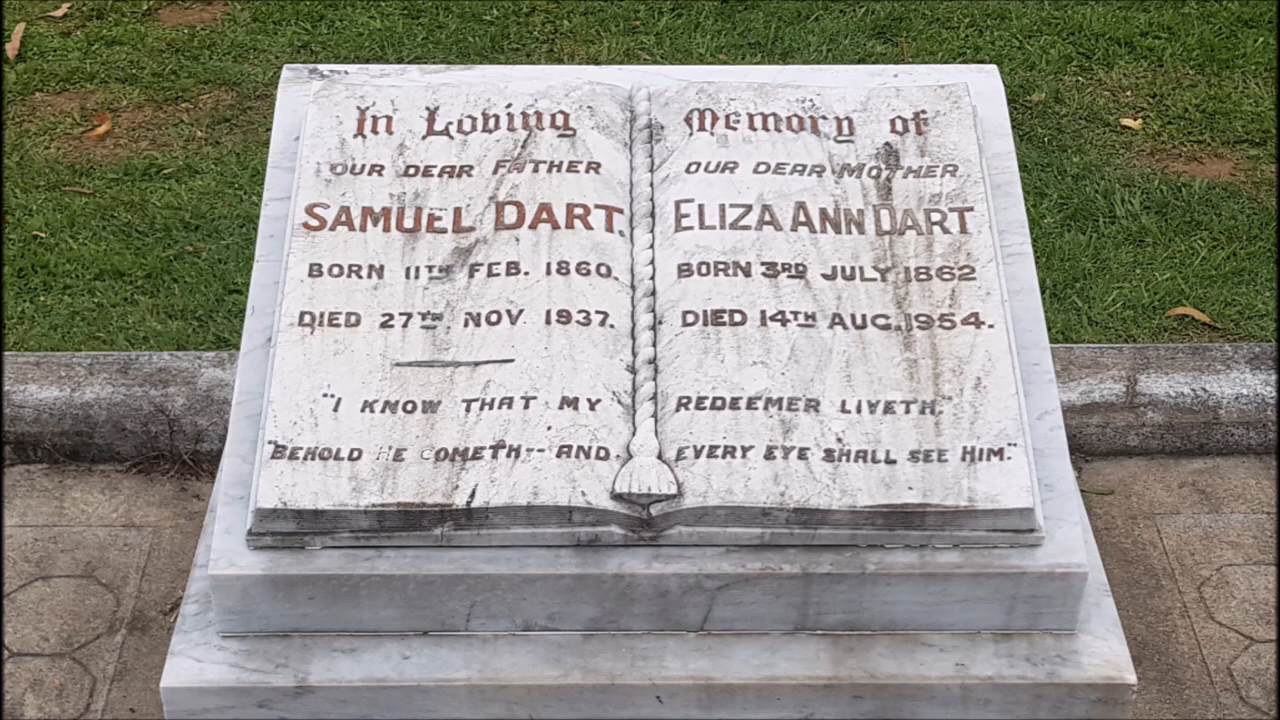 In Loving Memory of
OUR DEAR FATHER
SAMUEL DART.
BORN 11TH FEB. 1860.
DIED 27TH NOV. 1937.
OUR DEAR MOTHER
ELIZA ANN DART
BORN 3RD JULY 1862
DIED 14TH AUG. 1954.
"I KNOW THAT MY REDEEMER LIVETH."
"BEHOLD HE COMETH-- AND EVERY EYE SHALL SEE HIM."